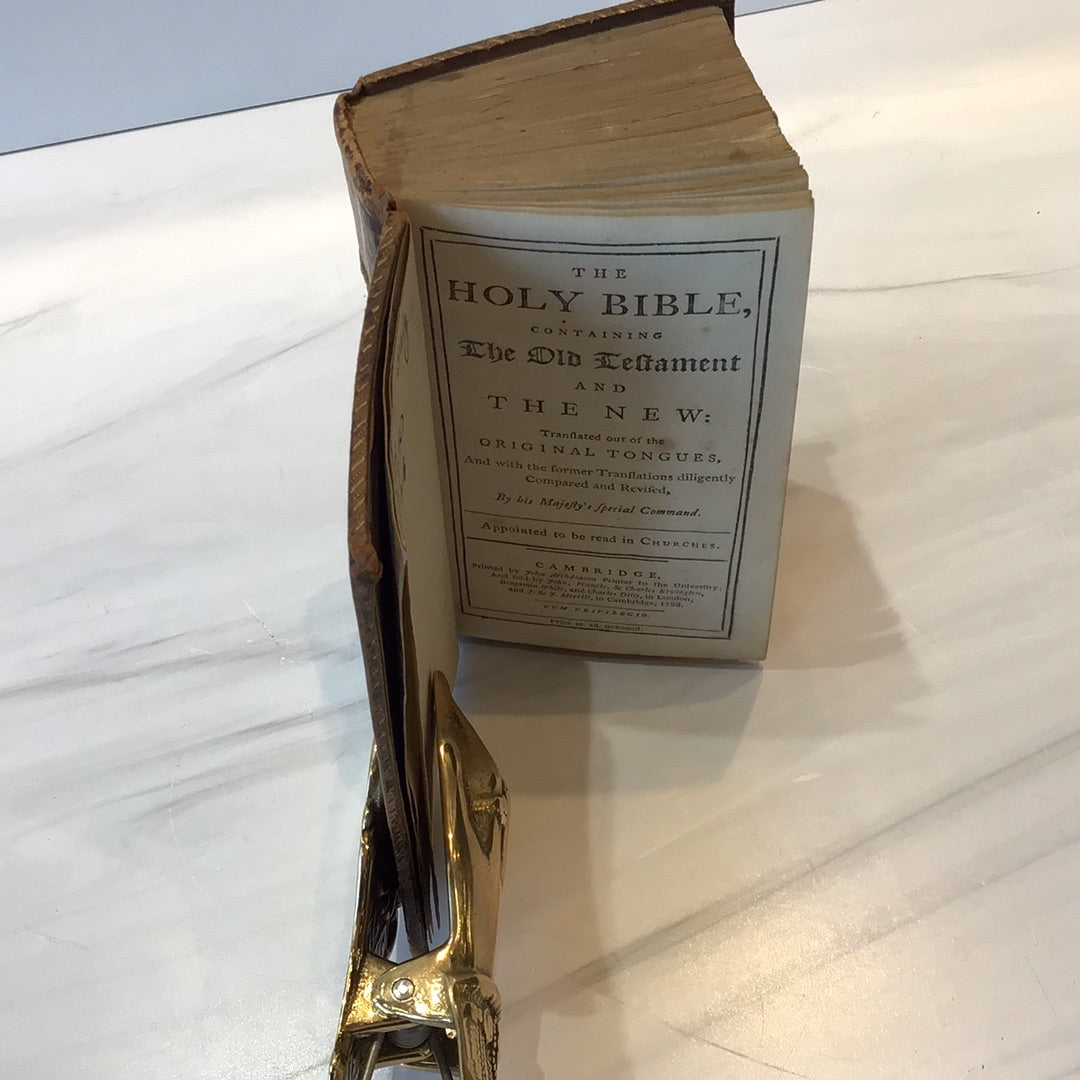 THE
HOLY BIBLE,
CONTAINING
The Old Teſtament
AND
THE NEW:
Tranſlated out of the
ORIGINAL TONGUES,
And with the former Tranſlations diligently
Compared and Reviſed,
By his Majeſty's ſpecial Command.
Appointed to be read in CHURCHES.
CAMBRIDGE,
Printed by John Archdeacon Printer to the Univerſity;
And ſold by John, Francis, & Charles Rivington,
Benjamin White, and Charles Dilly, in London;
and J. & J. Merrill, in Cambridge, 1788.
CUM PRIVILEGIO.
Price unbound.